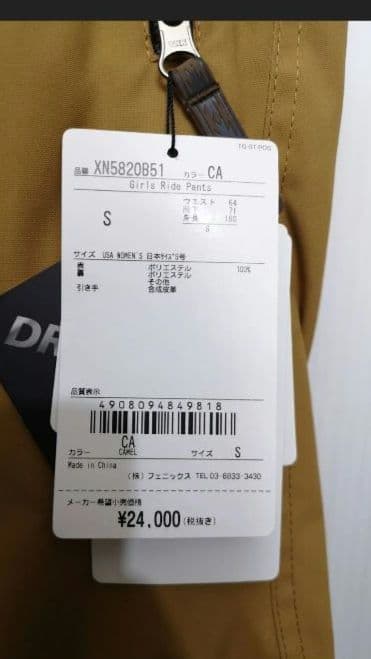 TG-ST-POS
品番 XN5820B51 カラー CA
Girls Ride Pants
S
ウエスト 64
股下 71
身長 160
S
サイズ USA WOMEN'S 日本サイズ9号
表 ポリエステル 100%
裏 ポリエステル
その他
引き手 合成皮革
品質表示
4908094849818
CA
カラー CAMEL サイズ S
Made in China
(株) フェニックス TEL 03-6833-3430
メーカー希望小売価格
¥24,000(税抜き)
DR